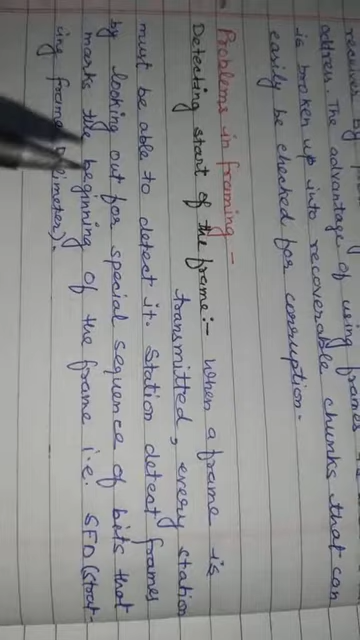 address. The advantage of using frames is
is broken up into recoverable chunks that can
easily be checked for corruption.
Problems in framing -
Detecting start of the frame:- When a frame is
transmitted, every station
must be able to detect it. Station detect frames
by looking out for special sequence of bits that
marks the beginning of the frame i.e. SFD (Start-
ing frame Delimeter).